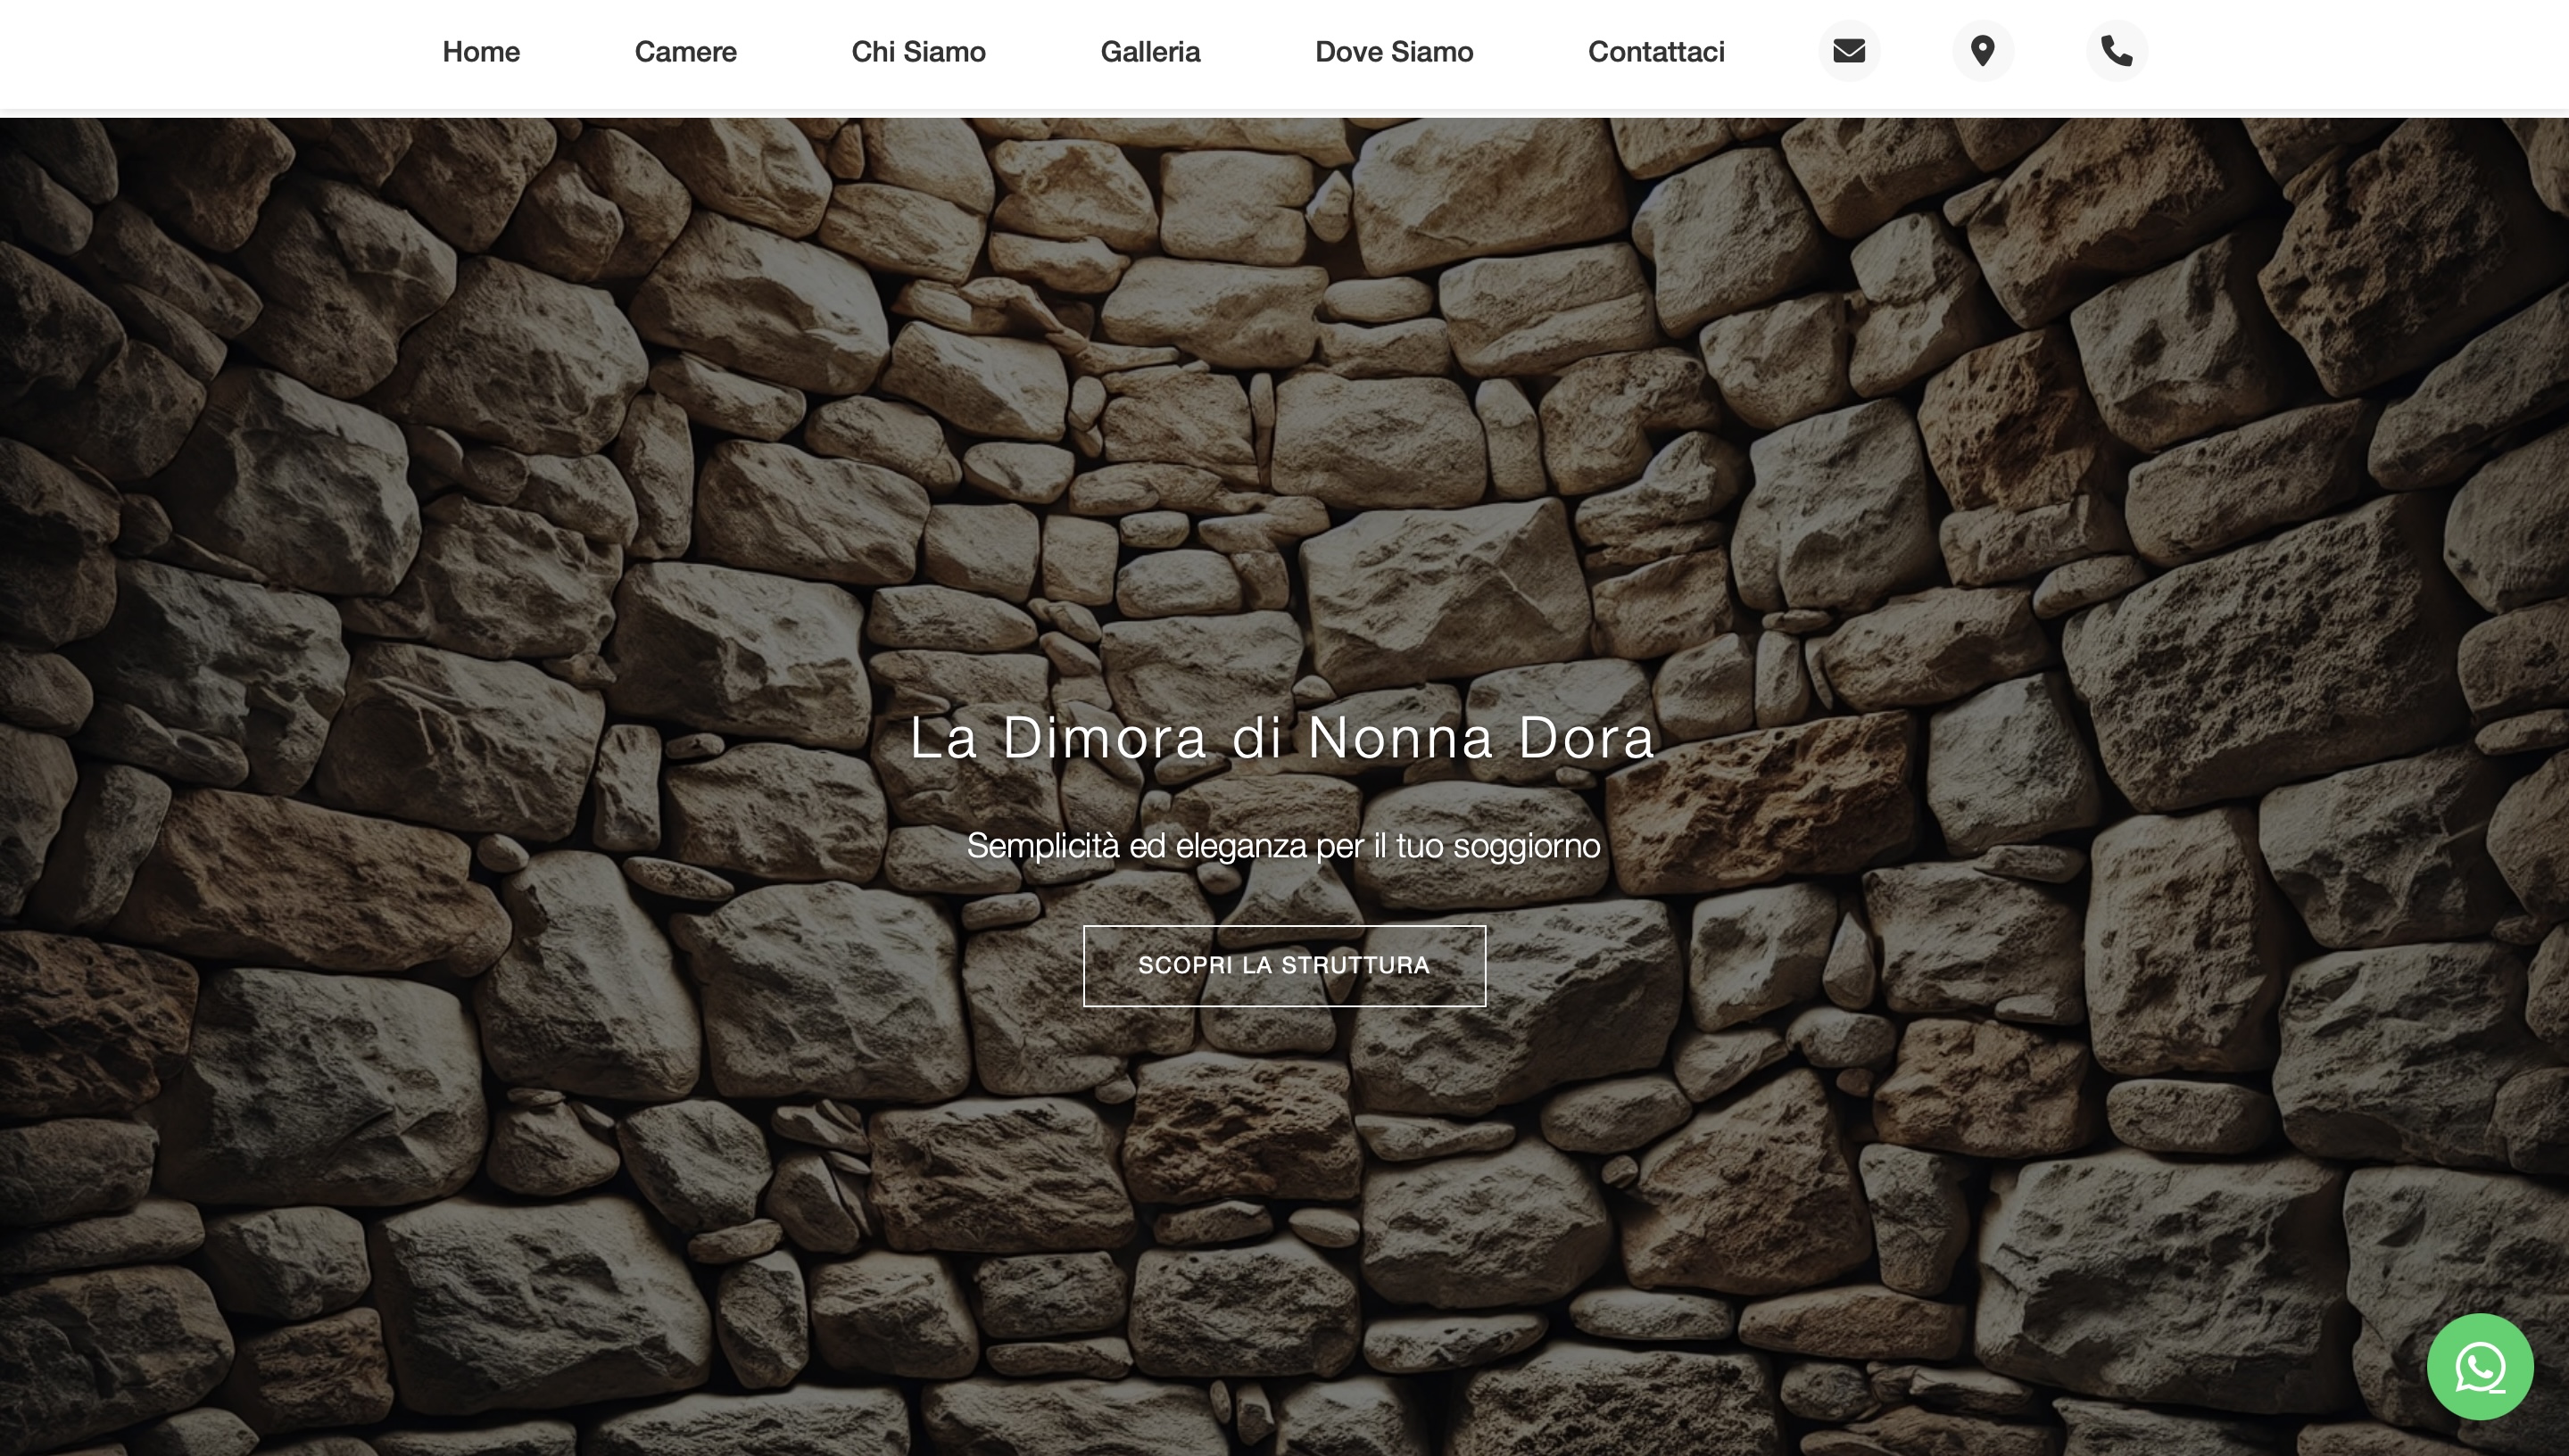 Home Camere Chi Siamo Galleria Dove Siamo Contattaci
La Dimora di Nonna Dora
Semplicità ed eleganza per il tuo soggiorno
SCOPRI LA STRUTTURA